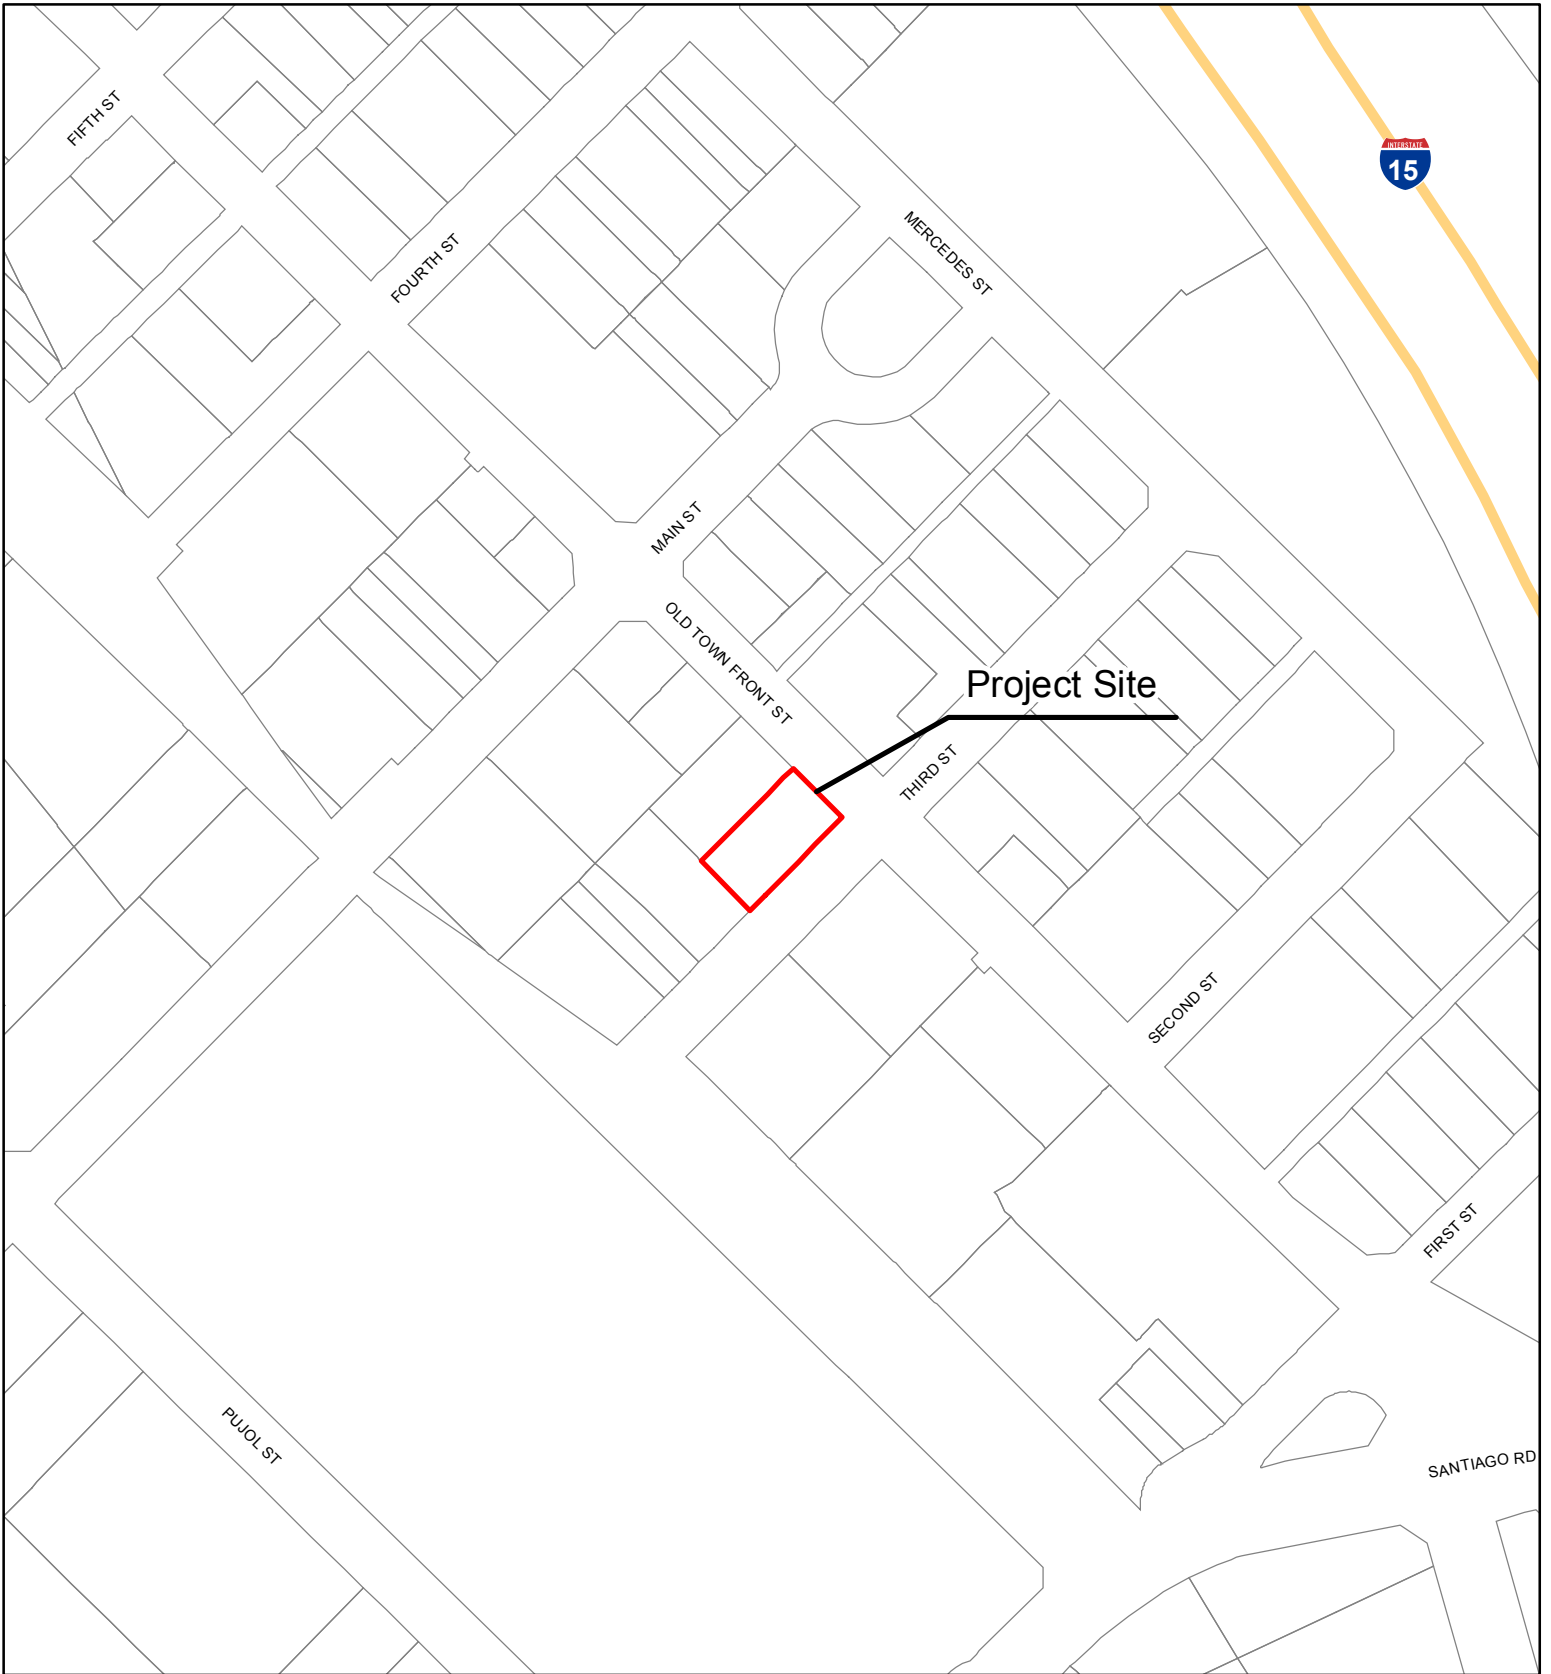 FIFTH ST
INTERSTATE
15
FOURTH ST
MERCEDES ST
MAIN ST
OLD TOWN FRONT ST
Project Site
THIRD ST
SECOND ST
FIRST ST
PUJOL ST
SANTIAGO RD